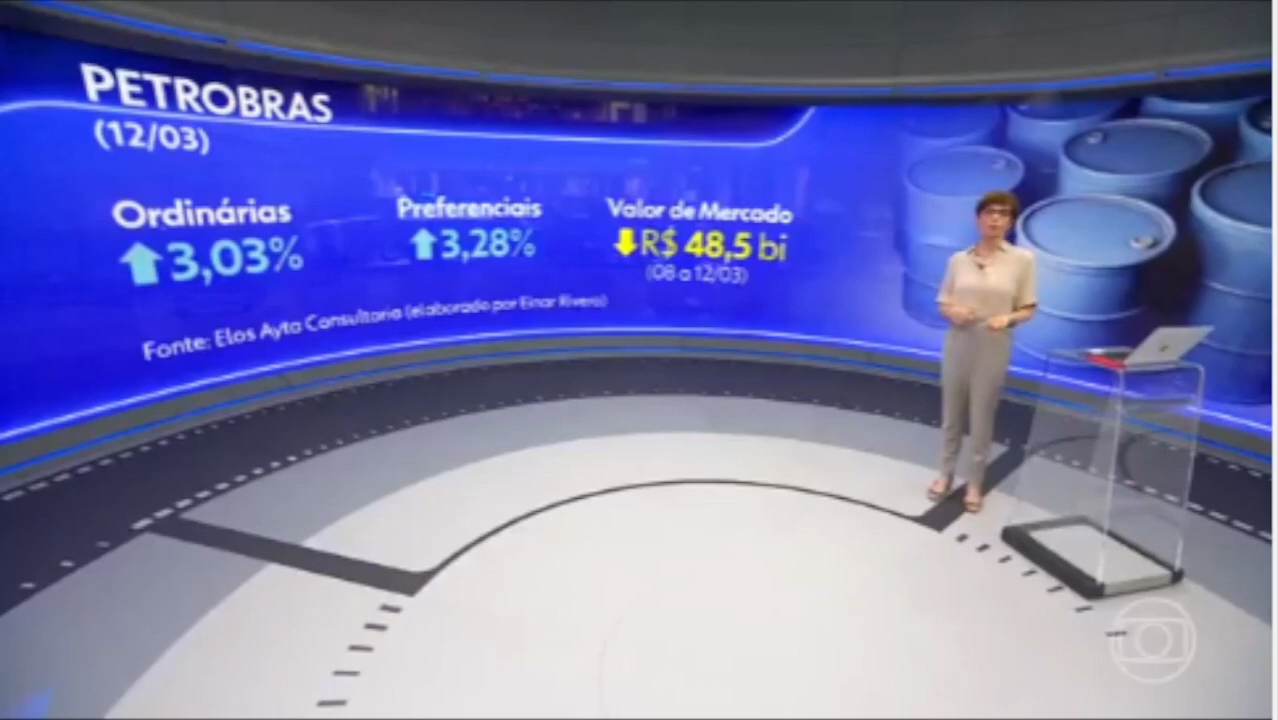 PETROBRAS
(12/03)
Ordinárias
3,03%
Preferenciais
3,28%
Valor de Mercado
R$ 48,5 bi
(08 a 12/03)
Fonte: Elos Ayta Consultoria (elaborado por Einar Rivero)